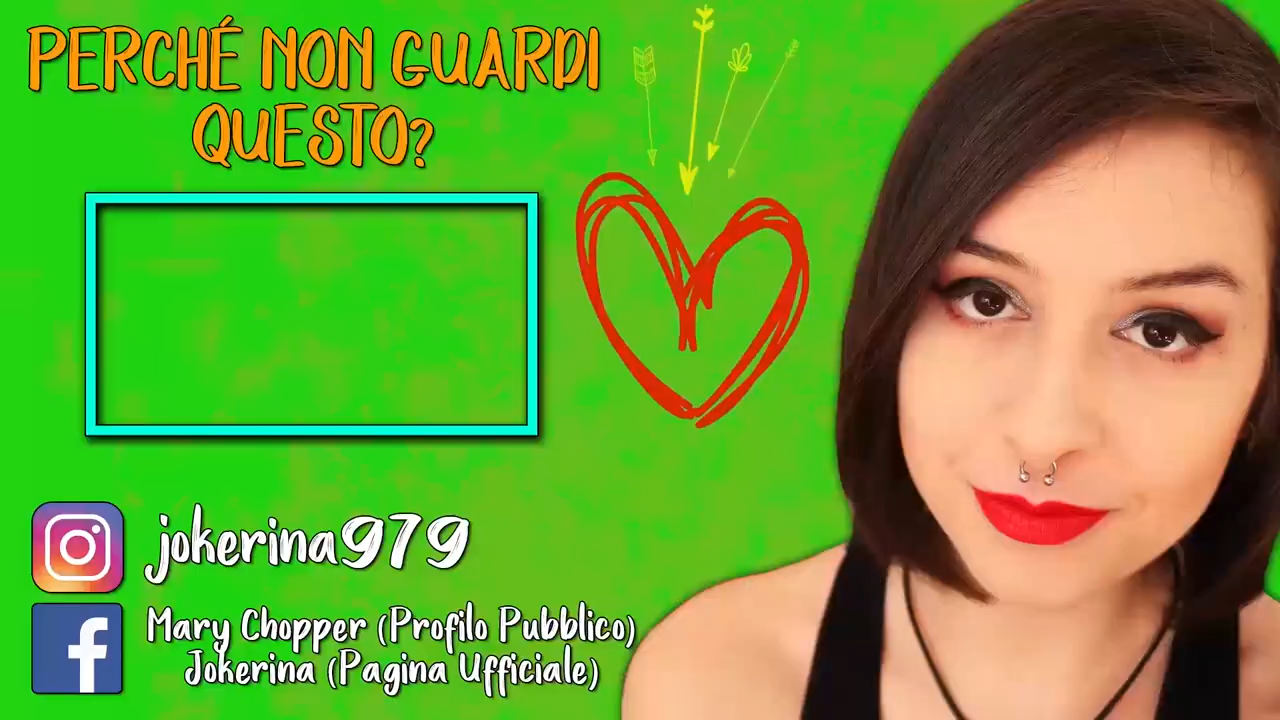 PERCHÉ NON GUARDI
QUESTO?
jokerina979
Mary Chopper (Profilo Pubblico)
Jokerina (Pagina Ufficiale)